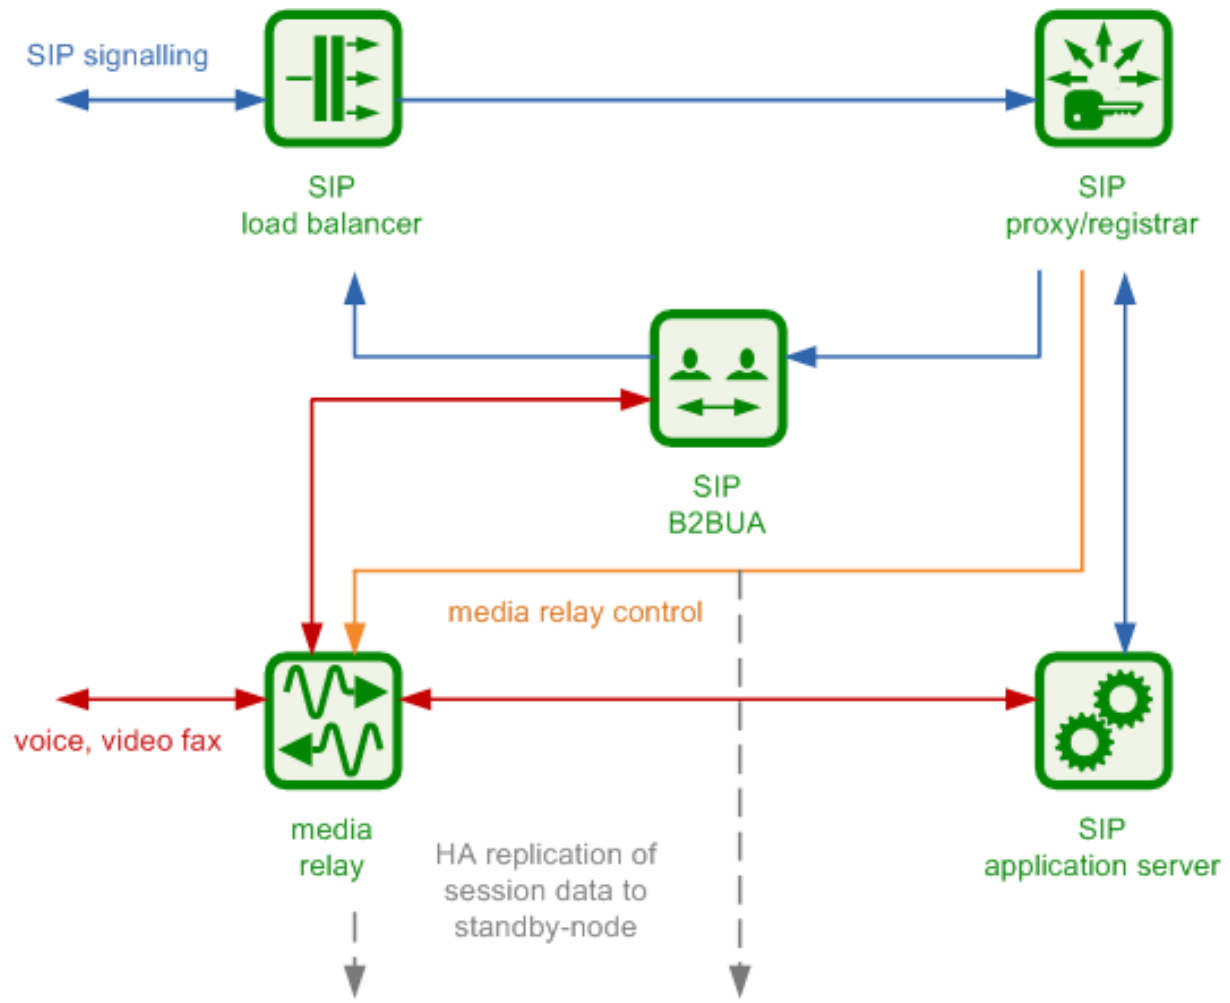 SIP signalling
SIP
load balancer
SIP
proxy/registrar
SIP
B2BUA
media relay control
voice, video fax
media
relay
HA replication of
session data to
standby-node
SIP
application server